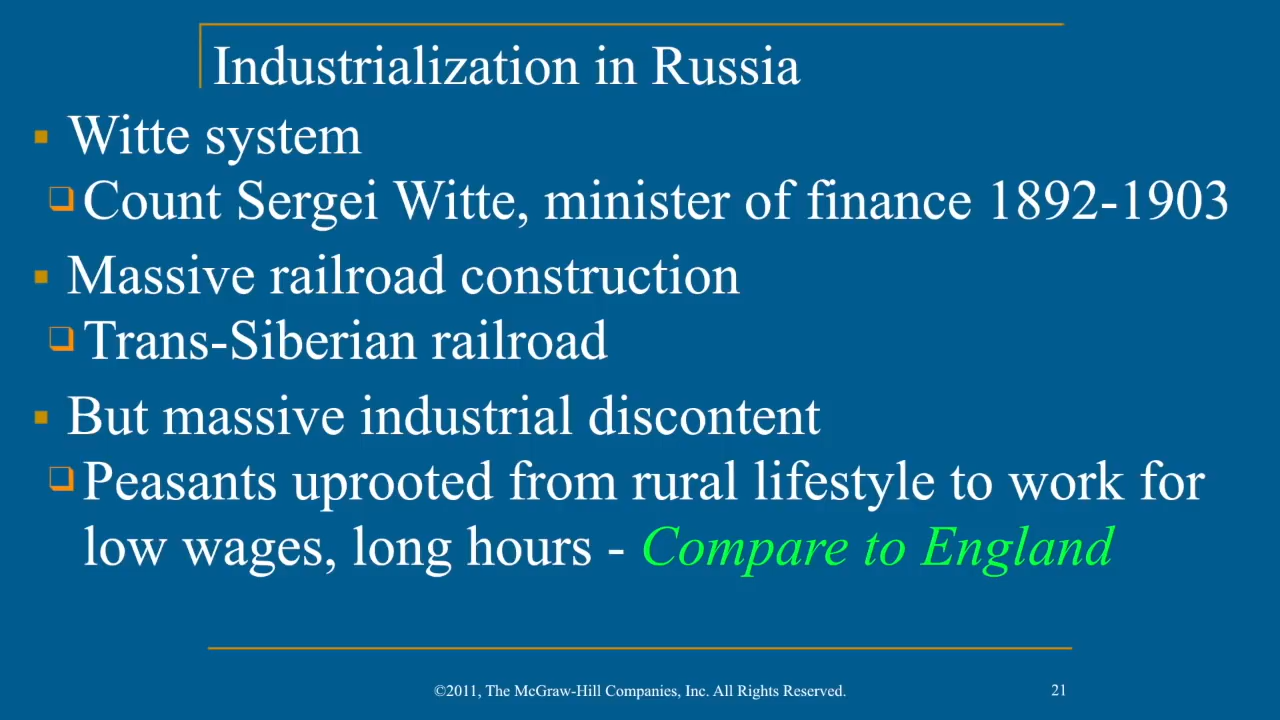 Industrialization in Russia
Witte system
Count Sergei Witte, minister of finance 1892-1903
Massive railroad construction
Trans-Siberian railroad
But massive industrial discontent
Peasants uprooted from rural lifestyle to work for
low wages, long hours - Compare to England
©2011, The McGraw-Hill Companies, Inc. All Rights Reserved.
21